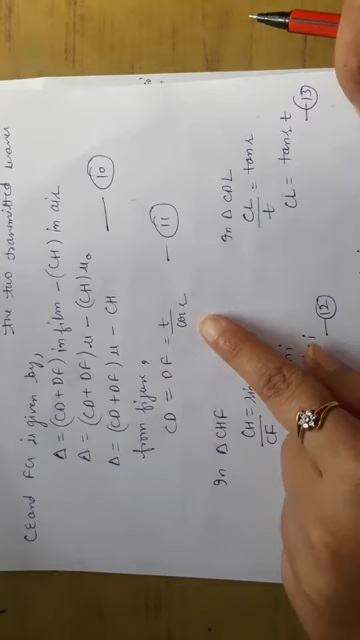 the two transmitted waves
CE and FG is given by,
Δ = (CD + DF) in film − (CH) in air
Δ = (CD + DF) μ − (CH) μ₀
Δ = (CD + DF) μ − CH — (10)
from figure,
CD = DF = t/cos r — (11)
In Δ CHF
CH/CF =
— (12)
In Δ CDL
CL/t = tan r
CL = tan r t — (13)